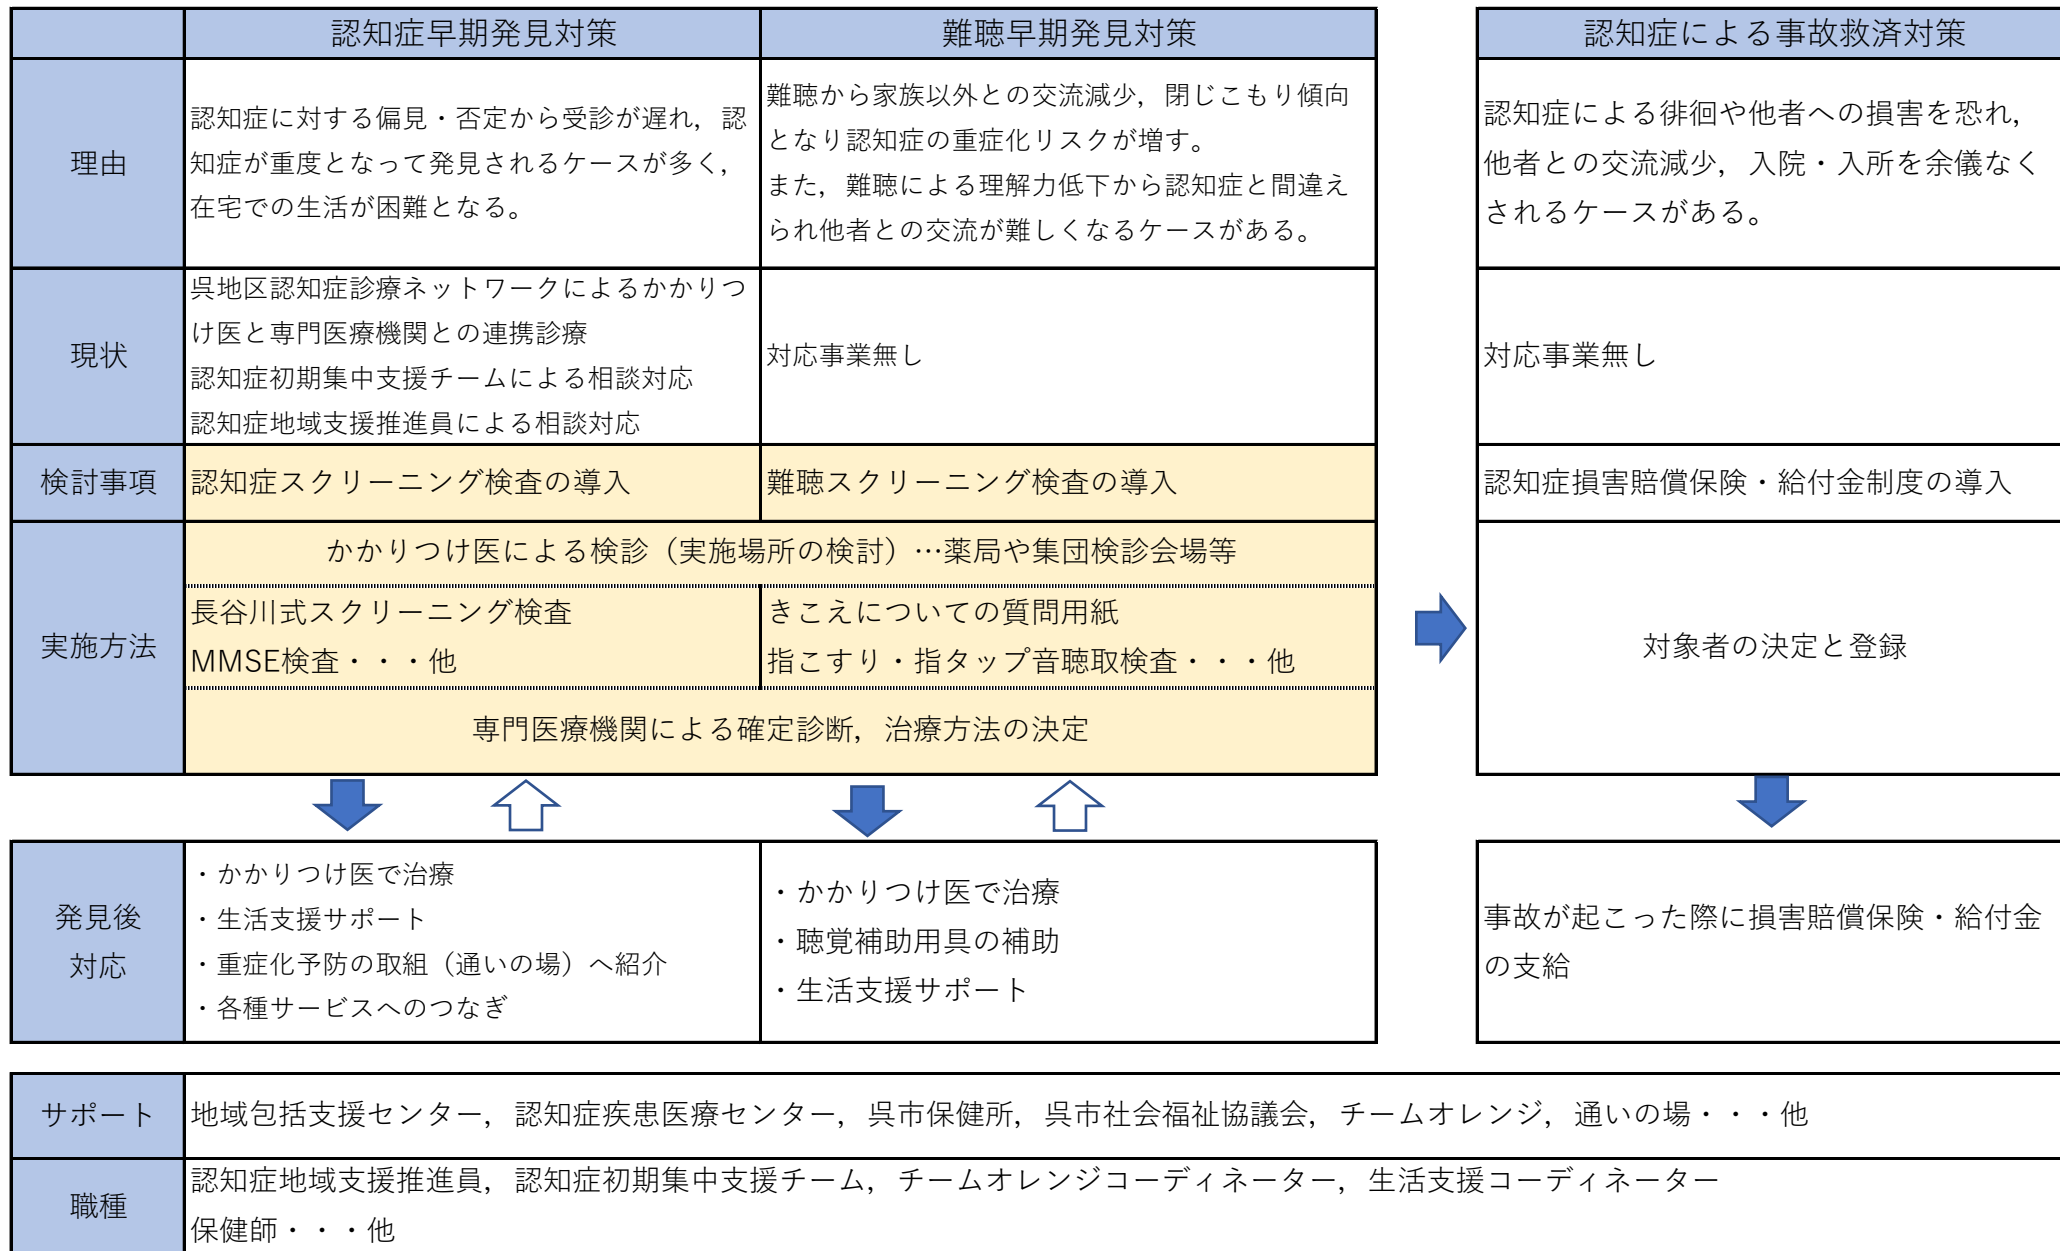 認知症早期発見対策
難聴早期発見対策
認知症による事故救済対策
理由
認知症に対する偏見・否定から受診が遅れ，認
知症が重度となって発見されるケースが多く，
在宅での生活が困難となる。
難聴から家族以外との交流減少，閉じこもり傾向
となり認知症の重症化リスクが増す。
また，難聴による理解力低下から認知症と間違え
られ他者との交流が難しくなるケースがある。
認知症による徘徊や他者への損害を恐れ，
他者との交流減少，入院・入所を余儀なく
されるケースがある。
現状
呉地区認知症診療ネットワークによるかかりつ
け医と専門医療機関との連携診療
認知症初期集中支援チームによる相談対応
認知症地域支援推進員による相談対応
対応事業無し
対応事業無し
検討事項
認知症スクリーニング検査の導入
難聴スクリーニング検査の導入
認知症損害賠償保険・給付金制度の導入
実施方法
かかりつけ医による検診（実施場所の検討）…薬局や集団検診会場等
長谷川式スクリーニング検査
MMSE検査・・・他
きこえについての質問用紙
指こすり・指タップ音聴取検査・・・他
専門医療機関による確定診断，治療方法の決定
対象者の決定と登録
発見後
対応
・かかりつけ医で治療
・生活支援サポート
・重症化予防の取組（通いの場）へ紹介
・各種サービスへのつなぎ
・かかりつけ医で治療
・聴覚補助用具の補助
・生活支援サポート
事故が起こった際に損害賠償保険・給付金
の支給
サポート
地域包括支援センター，認知症疾患医療センター，呉市保健所，呉市社会福祉協議会，チームオレンジ，通いの場・・・他
職種
認知症地域支援推進員，認知症初期集中支援チーム，チームオレンジコーディネーター，生活支援コーディネーター
保健師・・・他